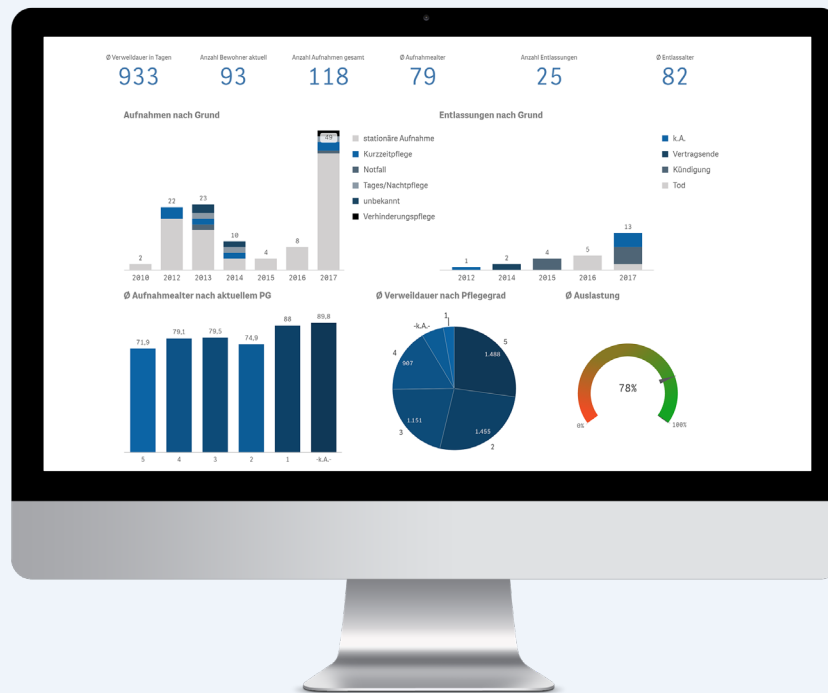 Ø Verweildauer in Tagen
933
Anzahl Bewohner aktuell
93
Anzahl Aufnahmen gesamt
118
Ø Aufnahmealter
79
Anzahl Entlassungen
25
Ø Entlassalter
82
Aufnahmen nach Grund
2
22
23
10
4
8
49
2010 2012 2013 2014 2015 2016 2017
stationäre Aufnahme
Kurzzeitpflege
Notfall
Tages/Nachtpflege
unbekannt
Verhinderungspflege
Entlassungen nach Grund
1
2
4
5
13
2012 2014 2015 2016 2017
k.A.
Vertragsende
Kündigung
Tod
Ø Aufnahmealter nach aktuellem PG
71,9
79,1
79,5
74,9
88
89,8
5 4 3 2 1 -k.A.-
Ø Verweildauer nach Pflegegrad
-k.A.-
1
5
1.488
4
907
3
1.151
2
1.455
Ø Auslastung
78%
0%
100%